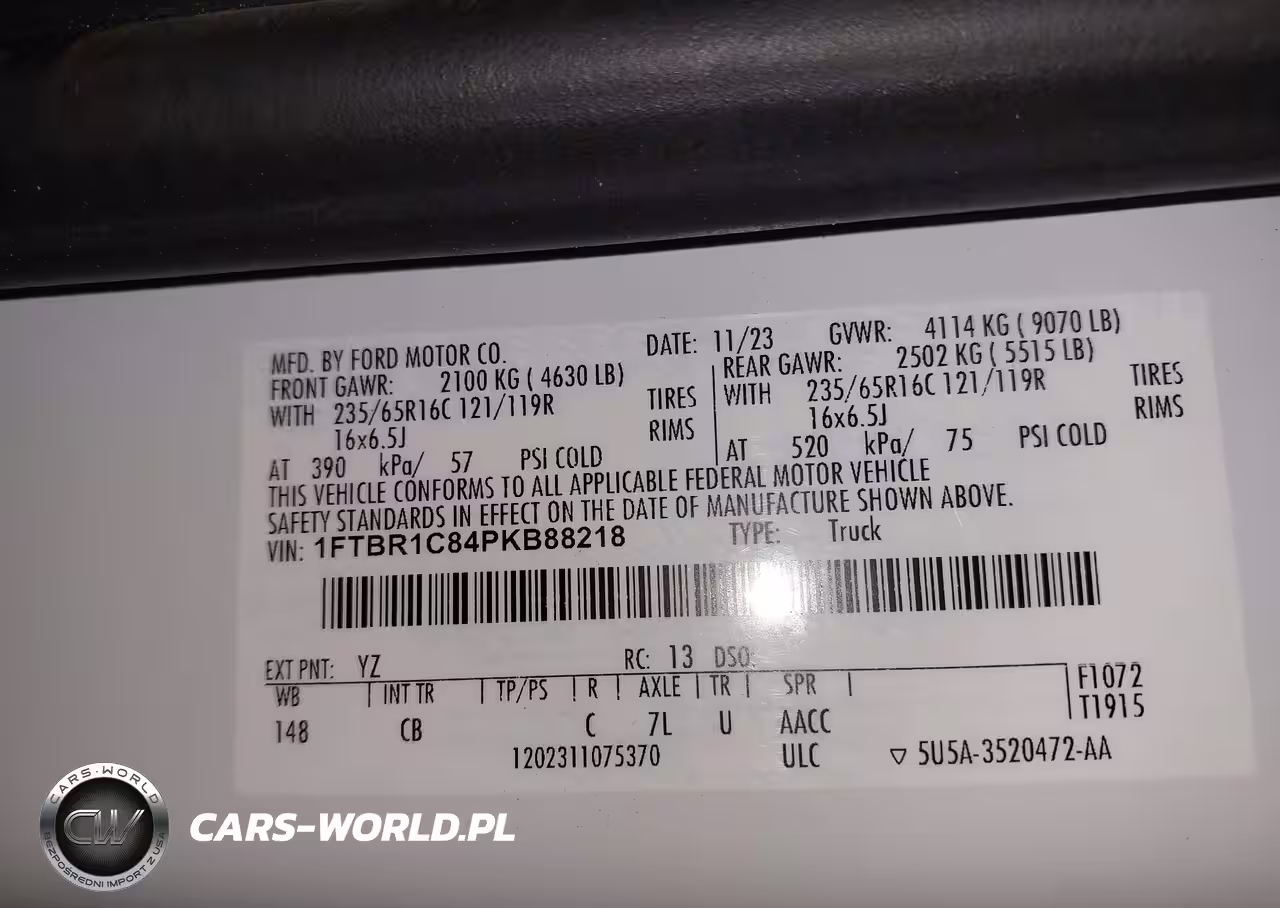 MFD. BY FORD MOTOR CO. DATE: 11/23 GVWR: 4114 KG ( 9070 LB)
FRONT GAWR: 2100 KG ( 4630 LB) REAR GAWR: 2502 KG ( 5515 LB)
WITH 235/65R16C 121/119R TIRES WITH 235/65R16C 121/119R TIRES
16x6.5J RIMS 16x6.5J RIMS
AT 390 kPa/ 57 PSI COLD AT 520 kPa/ 75 PSI COLD
THIS VEHICLE CONFORMS TO ALL APPLICABLE FEDERAL MOTOR VEHICLE
SAFETY STANDARDS IN EFFECT ON THE DATE OF MANUFACTURE SHOWN ABOVE.
VIN: 1FTBR1C84PKB88218 TYPE: Truck
EXT PNT: YZ RC: 13 DSO:
WB INT TR TP/PS R AXLE TR SPR F1072
148 CB C 7L U AACC T1915
1202311075370 ULC ▽ 5U5A-3520472-AA
CARS-WORLD
CW
BEZPOŚREDNI IMPORT Z USA
CARS-WORLD.PL